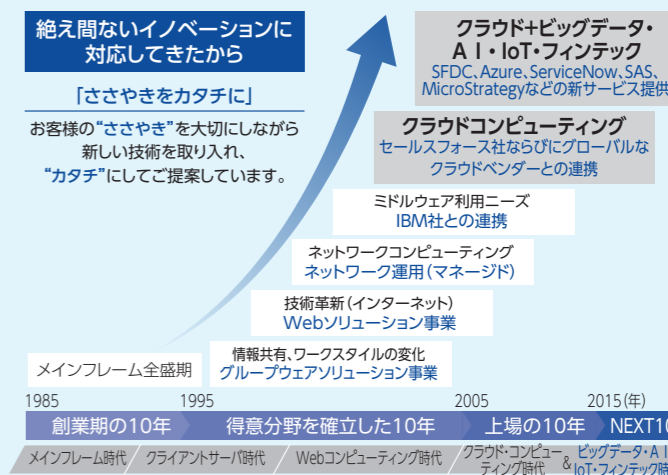 絶え間ないイノベーションに
対応してきたから
「ささやきをカタチに」
お客様の“ささやき”を大切にしながら
新しい技術を取り入れ、
“カタチ”にしてご提案しています。
クラウド+ビッグデータ・
AI・IoT・フィンテック
SFDC、Azure、ServiceNow、SAS、
MicroStrategyなどの新サービス提供
クラウドコンピューティング
セールスフォース社ならびにグローバルな
クラウドベンダーとの連携
ミドルウェア利用ニーズ
IBM社との連携
ネットワークコンピューティング
ネットワーク運用(マネージド)
技術革新(インターネット)
Webソリューション事業
情報共有、ワークスタイルの変化
グループウェアソリューション事業
メインフレーム全盛期
1985 1995 2005 2015(年)
創業期の10年 得意分野を確立した10年 上場の10年 NEXT10
メインフレーム時代 クライアントサーバ時代 Webコンピューティング時代 クラウド・コンピュー
ティング時代 & ビッグデータ・AI
IoT・フィンテック時